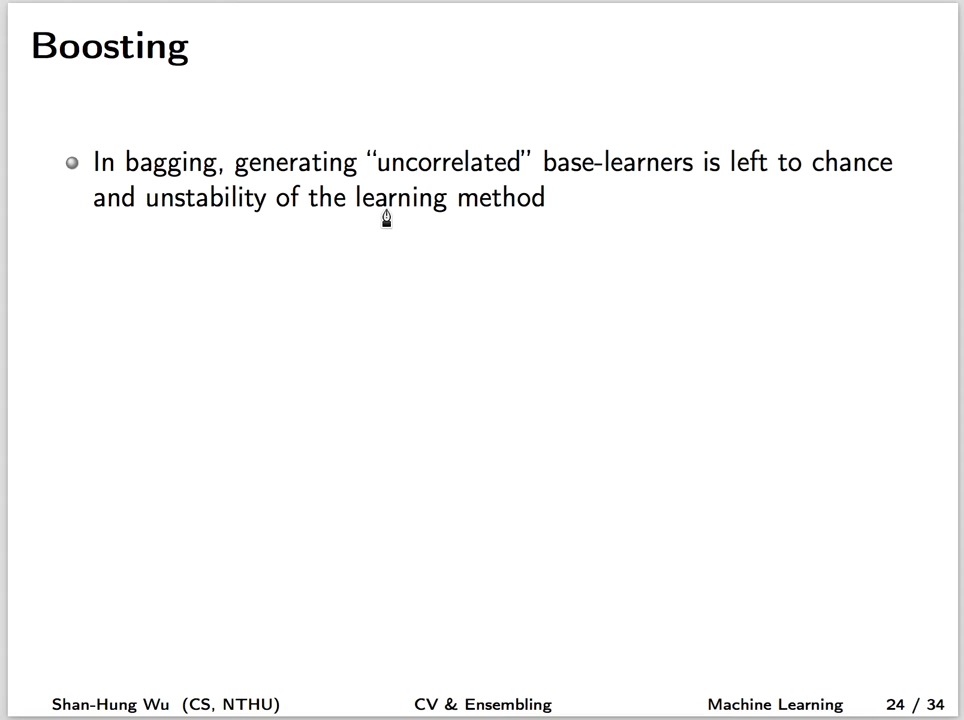 Boosting
In bagging, generating “uncorrelated” base-learners is left to chance
and unstability of the learning method
Shan-Hung Wu (CS, NTHU) CV & Ensembling Machine Learning 24 / 34